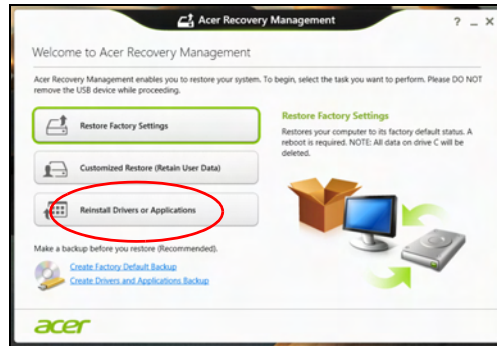 Acer Recovery Management
? _ X
Welcome to Acer Recovery Management
Acer Recovery Management enables you to restore your system. To begin, select the task you want to perform. Please DO NOT
remove the USB device while proceeding.
Restore Factory Settings
Customized Restore (Retain User Data)
Reinstall Drivers or Applications
Restore Factory Settings
Restores your computer to its factory default status. A
reboot is required. NOTE: All data on drive C will be
deleted.
Make a backup before you restore (Recommended).
Create Factory Default Backup
Create Drivers and Applications Backup
acer